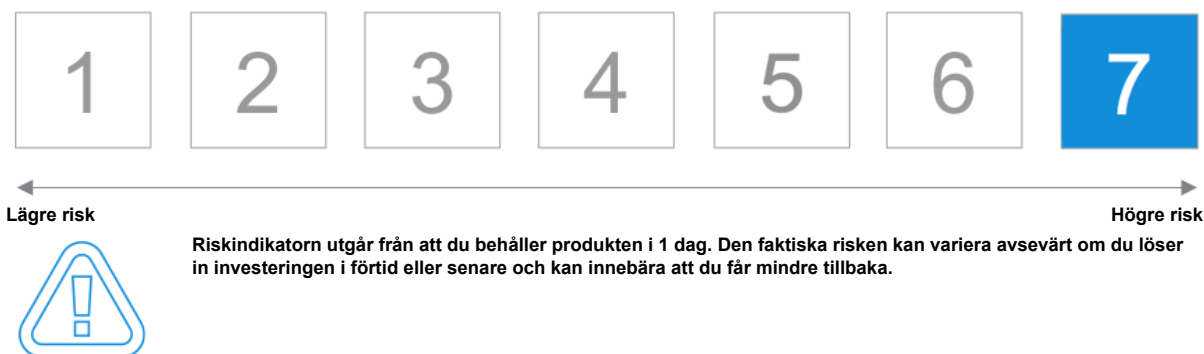 1 2 3 4 5 6 7
Lägre risk Högre risk
Riskindikatorn utgår från att du behåller produkten i 1 dag. Den faktiska risken kan variera avsevärt om du löser
in investeringen i förtid eller senare och kan innebära att du får mindre tillbaka.